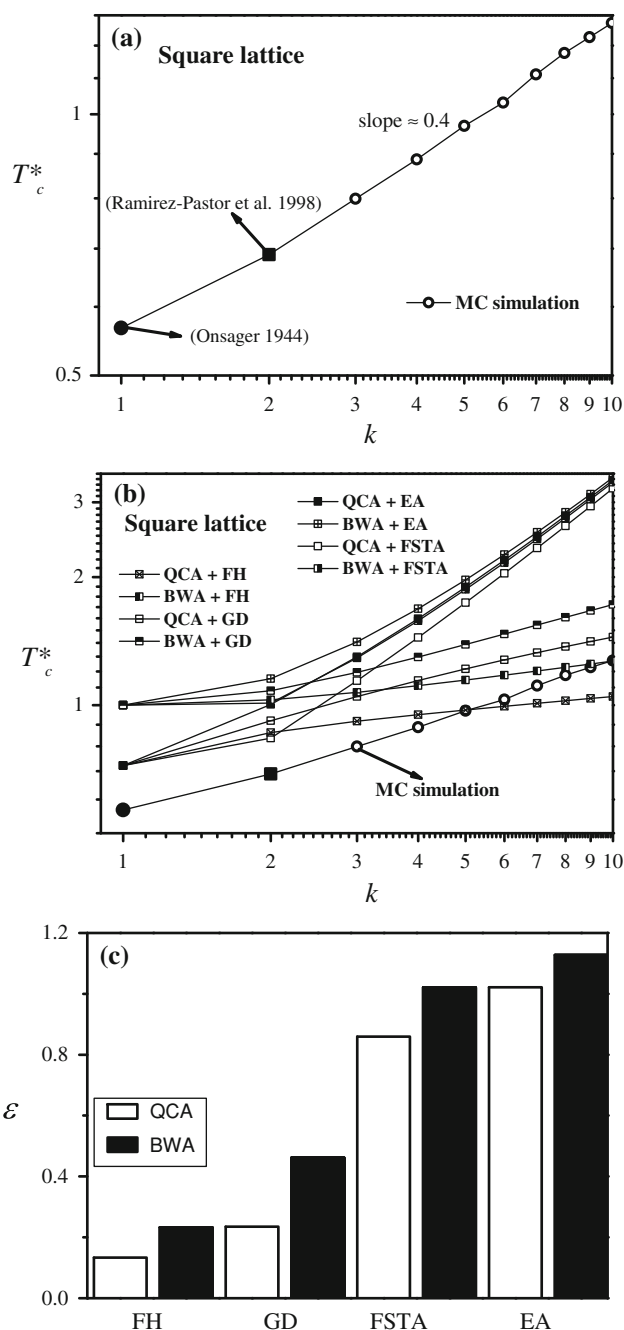 (a)
Square lattice
1
slope ≈ 0.4
T*c
(Ramirez-Pastor et al. 1998)
MC simulation
(Onsager 1944)
0.5
1 2 3 4 5 6 7 8 9 10
k
(b)
Square lattice
QCA + EA
BWA + EA
QCA + FSTA
BWA + FSTA
QCA + FH
BWA + FH
QCA + GD
BWA + GD
3
2
T*c
1
MC simulation
1 2 3 4 5 6 7 8 9 10
k
(c)
1.2
0.8
ε
QCA
BWA
0.4
0.0
FH GD FSTA EA